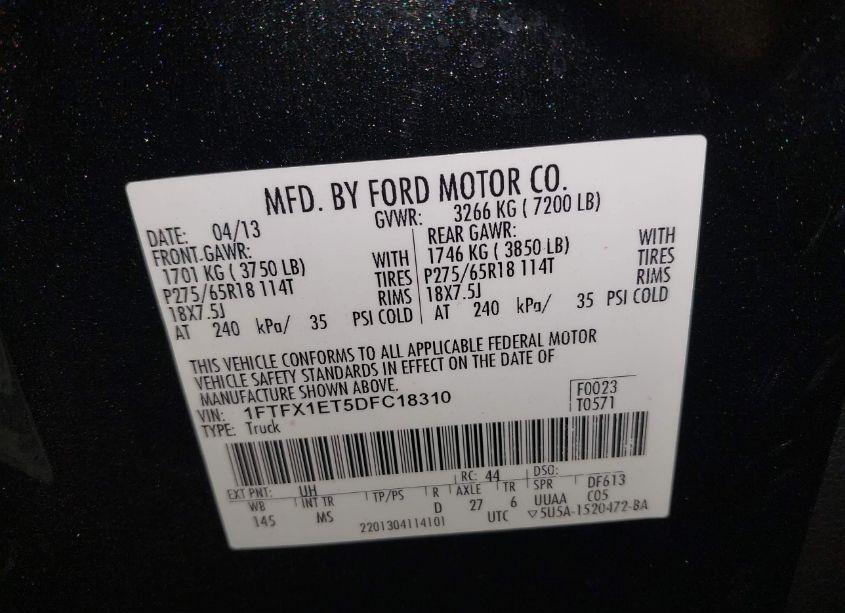 MFD. BY FORD MOTOR CO.
DATE: 04/13 GVWR: 3266 KG ( 7200 LB)
FRONT GAWR: WITH REAR GAWR: WITH
1701 KG ( 3750 LB) TIRES 1746 KG ( 3850 LB) TIRES
P275/65R18 114T RIMS P275/65R18 114T RIMS
18X7.5J 18X7.5J
AT 240 kPa/ 35 PSI COLD AT 240 kPa/ 35 PSI COLD
THIS VEHICLE CONFORMS TO ALL APPLICABLE FEDERAL MOTOR
VEHICLE SAFETY STANDARDS IN EFFECT ON THE DATE OF
MANUFACTURE SHOWN ABOVE.
VIN: 1FTFX1ET5DFC18310 F0023
TYPE: Truck T0571
EXT PNT: UH RC: 44 DSO:
WB INT TR TP/PS R AXLE TR SPR DF613
145 MS D 27 6 UUAA C05
2201304114101 UTC ▽5U5A-1520472-BA